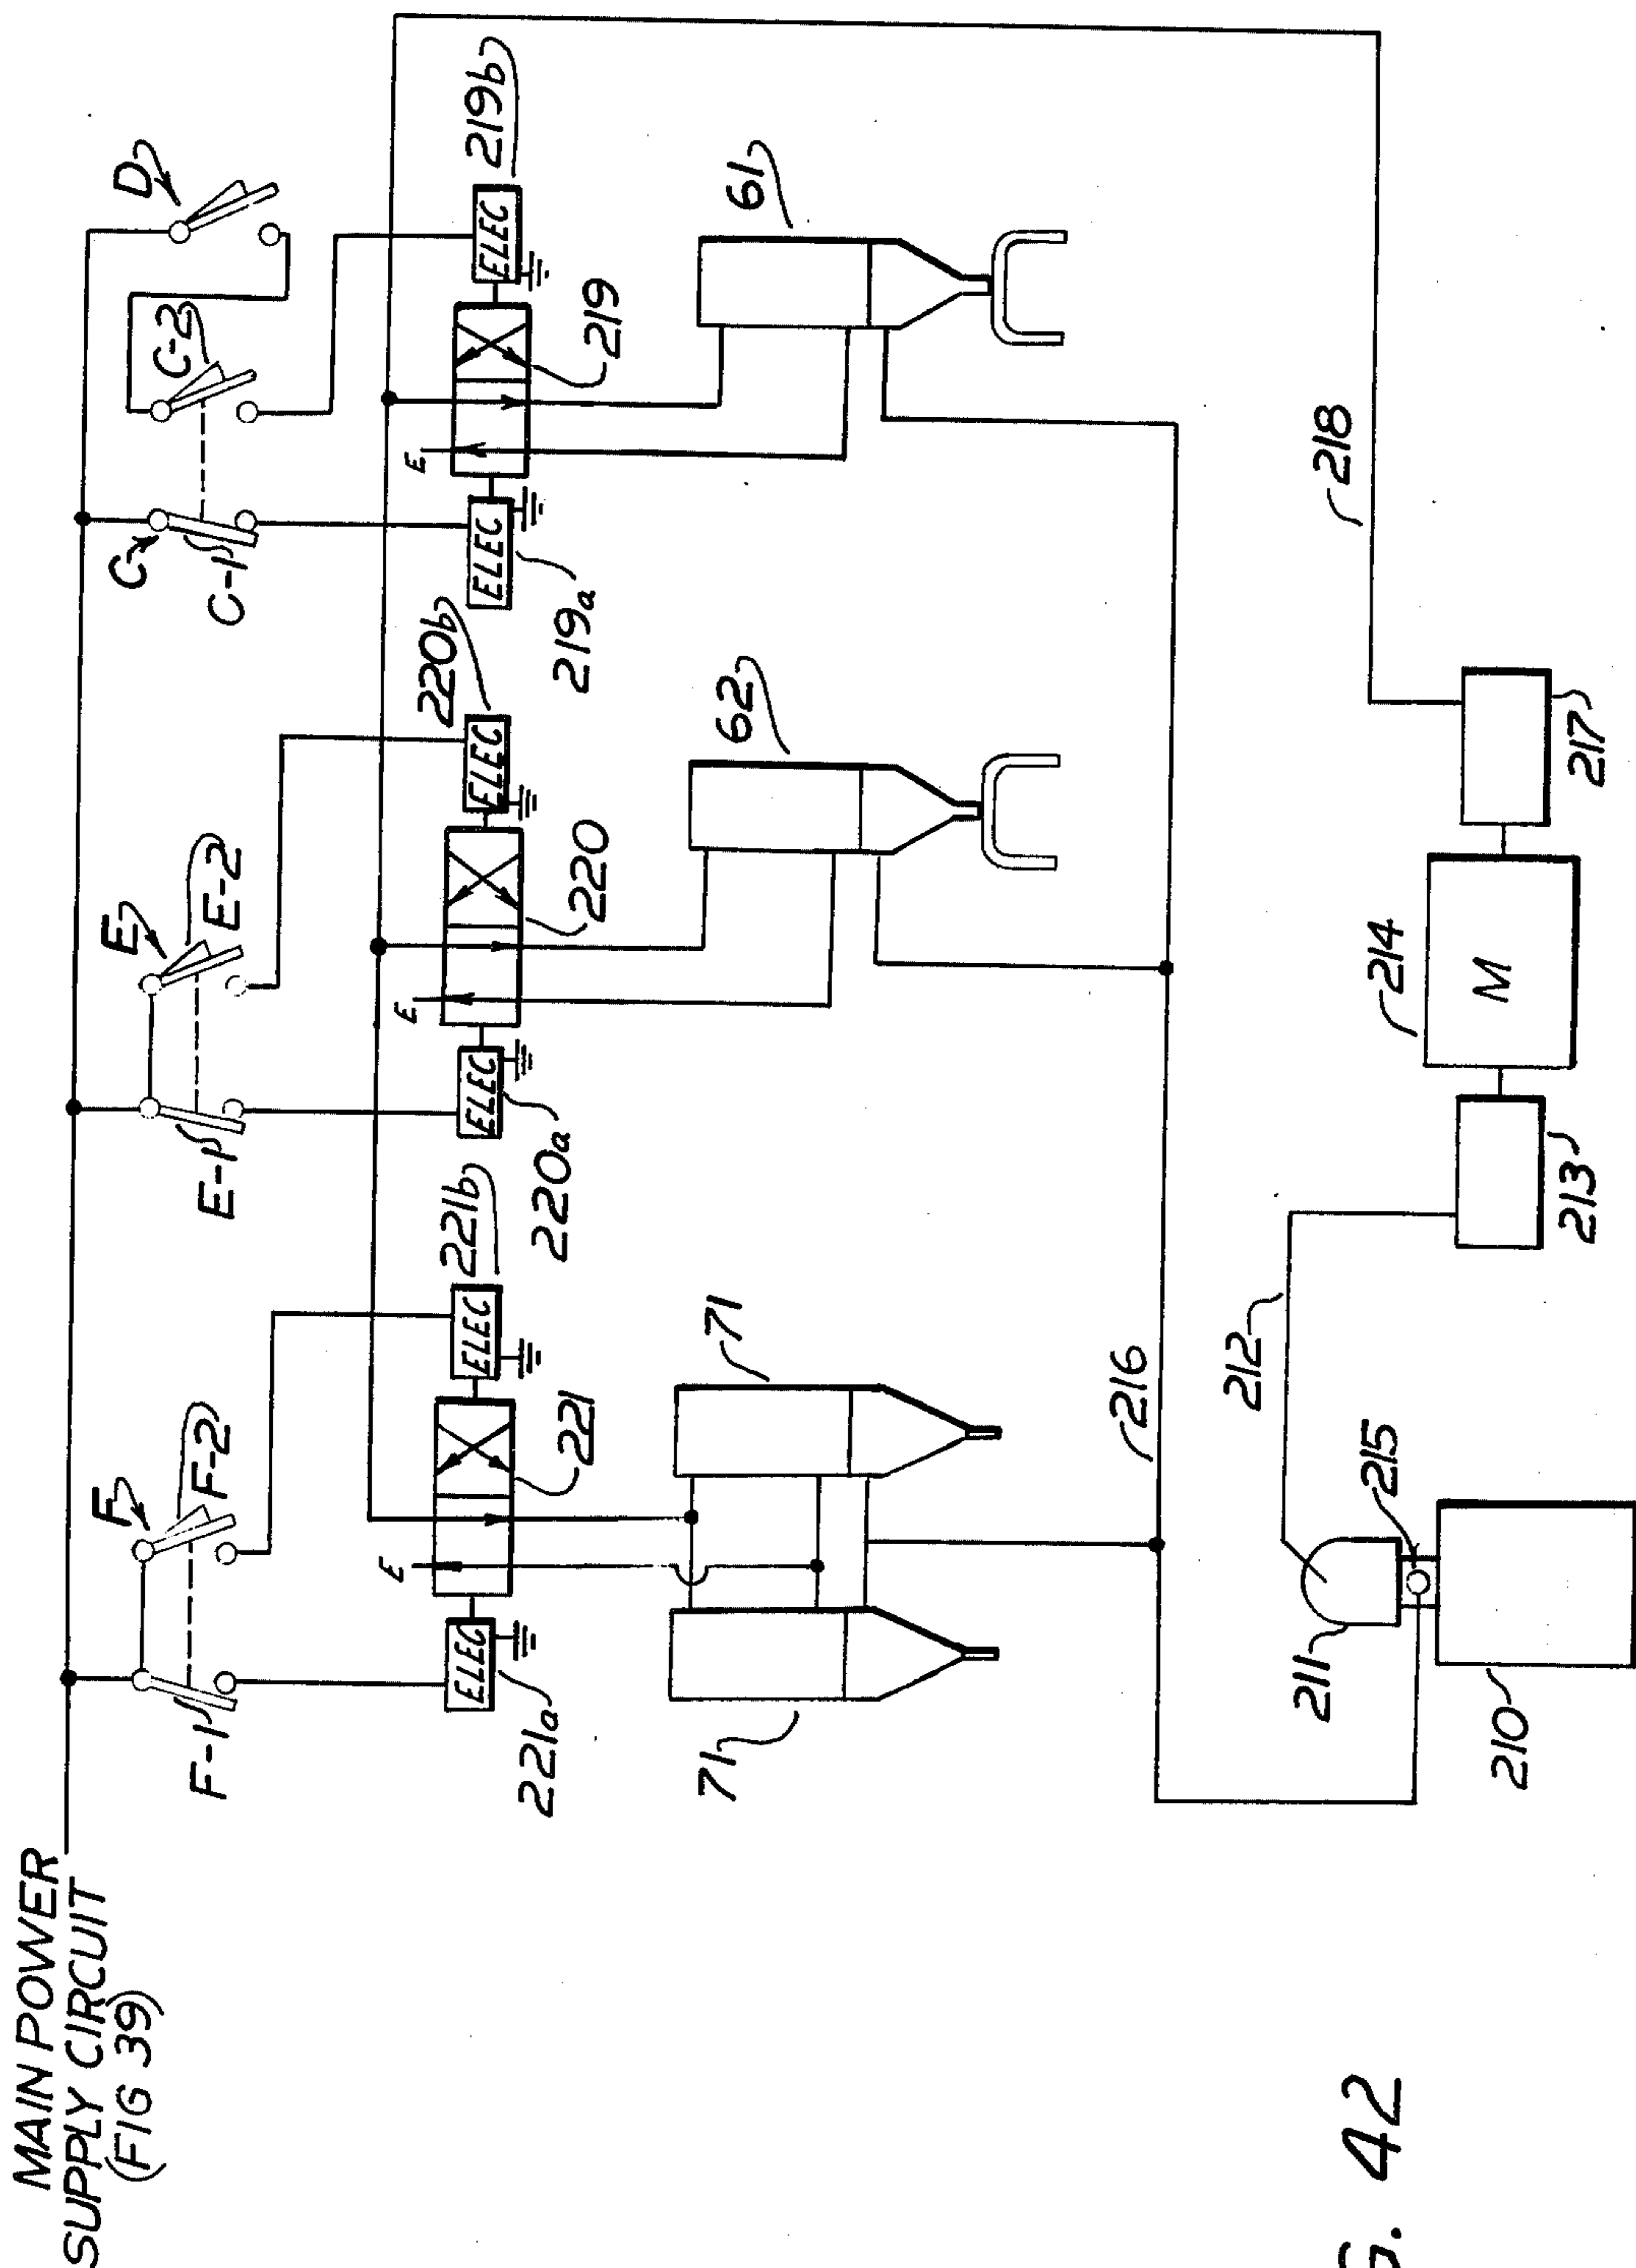 MAIN POWER
SUPPLY CIRCUIT
(FIG 39)
F
F-1
F-2
E
E-1
E-2
C
C-1
C-2
D
ELEC
221a
E
221
ELEC
221b
ELEC
220a
E
220
ELEC
220b
ELEC
219a
E
219
ELEC
219b
71
71
62
61
216
218
212
211
215
210
213
M
214
217
42